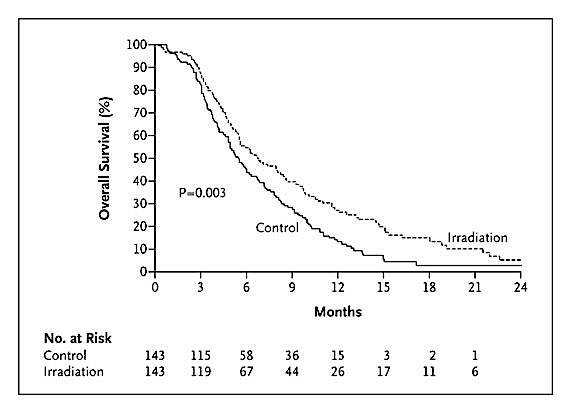 Overall Survival (%)
100
90
80
70
60
50
40
30
20
10
0
P=0.003
Control
Irradiation
0 3 6 9 12 15 18 21 24
Months
No. at Risk
Control 143 115 58 36 15 3 2 1
Irradiation 143 119 67 44 26 17 11 6